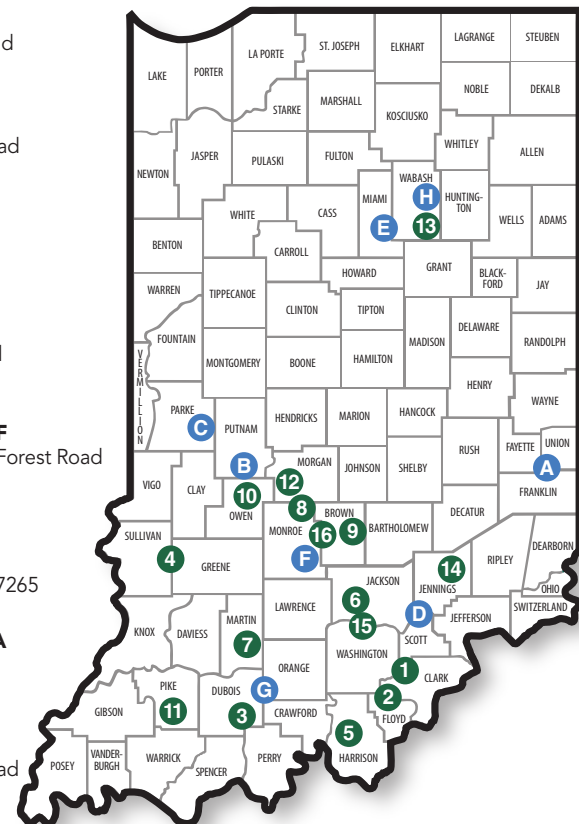 d
ad
l
F
Forest Road
7265
A
ad
LAKE
PORTER
LA PORTE
ST. JOSEPH
ELKHART
LAGRANGE
STEUBEN
NOBLE
DEKALB
STARKE
MARSHALL
KOSCIUSKO
NEWTON
JASPER
PULASKI
FULTON
WHITLEY
ALLEN
WABASH
H
HUNTING-
TON
MIAMI
E
13
WHITE
CASS
WELLS
ADAMS
BENTON
CARROLL
HOWARD
GRANT
BLACK-
FORD
JAY
WARREN
TIPPECANOE
CLINTON
TIPTON
FOUNTAIN
MADISON
DELAWARE
RANDOLPH
VERMILLION
MONTGOMERY
BOONE
HAMILTON
HENRY
WAYNE
PARKE
C
PUTNAM
HENDRICKS
MARION
HANCOCK
RUSH
FAYETTE
UNION
A
FRANKLIN
B
VIGO
CLAY
10
OWEN
MORGAN
12
8
JOHNSON
SHELBY
DECATUR
BROWN
9
16
MONROE
F
BARTHOLOMEW
SULLIVAN
4
GREENE
DEARBORN
RIPLEY
OHIO
SWITZERLAND
14
JENNINGS
JACKSON
6
15
D
JEFFERSON
LAWRENCE
KNOX
DAVIESS
MARTIN
7
SCOTT
WASHINGTON
ORANGE
1
CLARK
2
FLOYD
G
DUBOIS
3
CRAWFORD
PIKE
11
GIBSON
5
HARRISON
POSEY
VANDER-
BURGH
WARRICK
SPENCER
PERRY